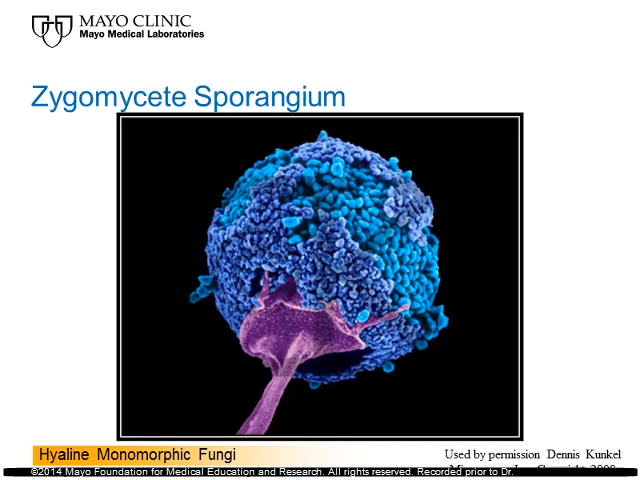 MAYO CLINIC
Mayo Medical Laboratories
Zygomycete Sporangium
Hyaline Monomorphic Fungi
Used by permission Dennis Kunkel
©2014 Mayo Foundation for Medical Education and Research. All rights reserved. Recorded prior to Dr.